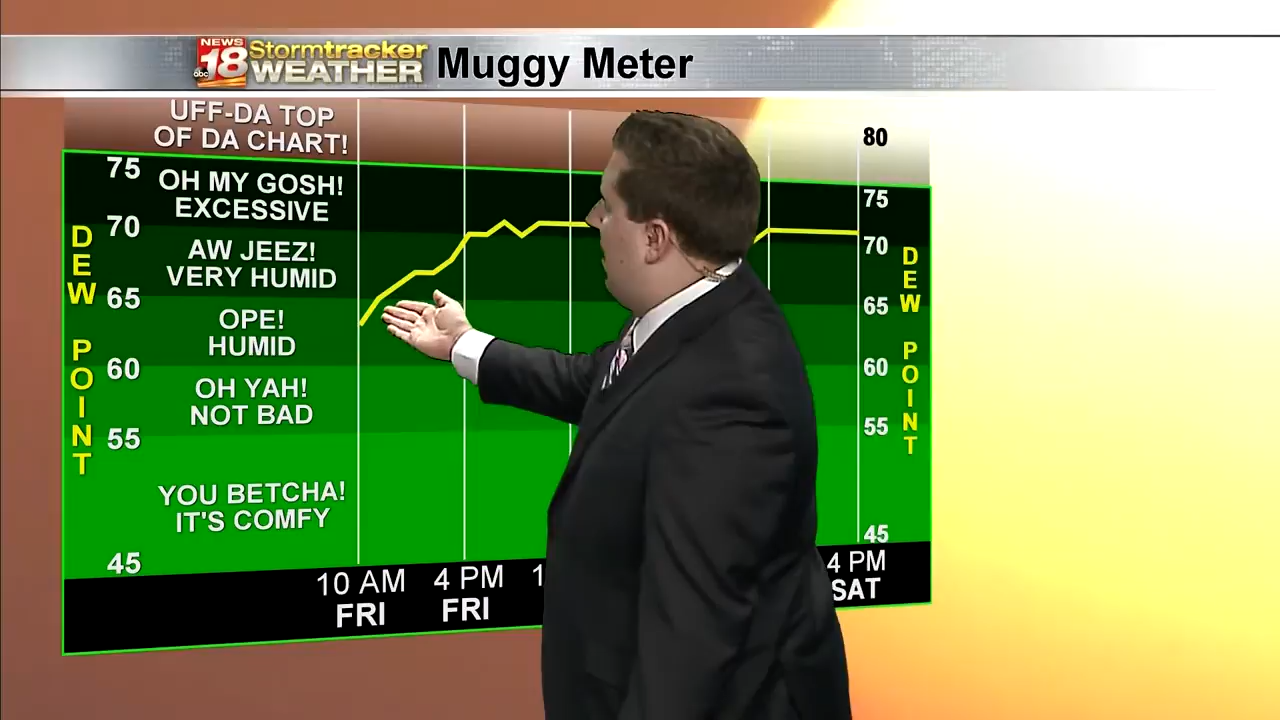 NEWS
abc 18
Stormtracker
WEATHER
Muggy Meter
UFF-DA TOP
OF DA CHART!
80
75
OH MY GOSH!
EXCESSIVE
75
70
AW JEEZ!
VERY HUMID
70
65
OPE!
HUMID
65
60
OH YAH!
NOT BAD
60
55
55
YOU BETCHA!
IT'S COMFY
45
45
DEW POINT
DEW POINT
10 AM
FRI
4 PM
FRI
1
4 PM
SAT